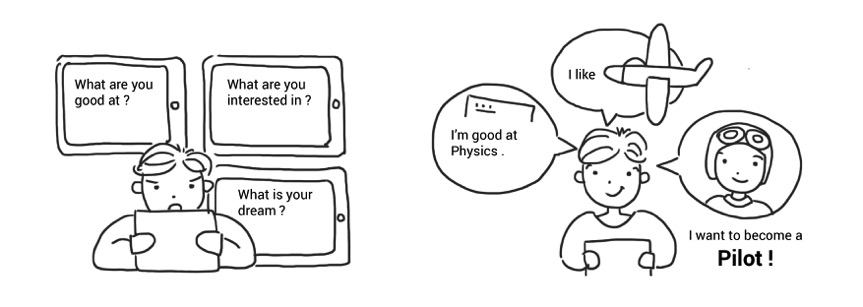 What are you
good at ?
What are you
interested in ?
What is your
dream ?
I like
I'm good at
Physics .
I want to become a
Pilot !